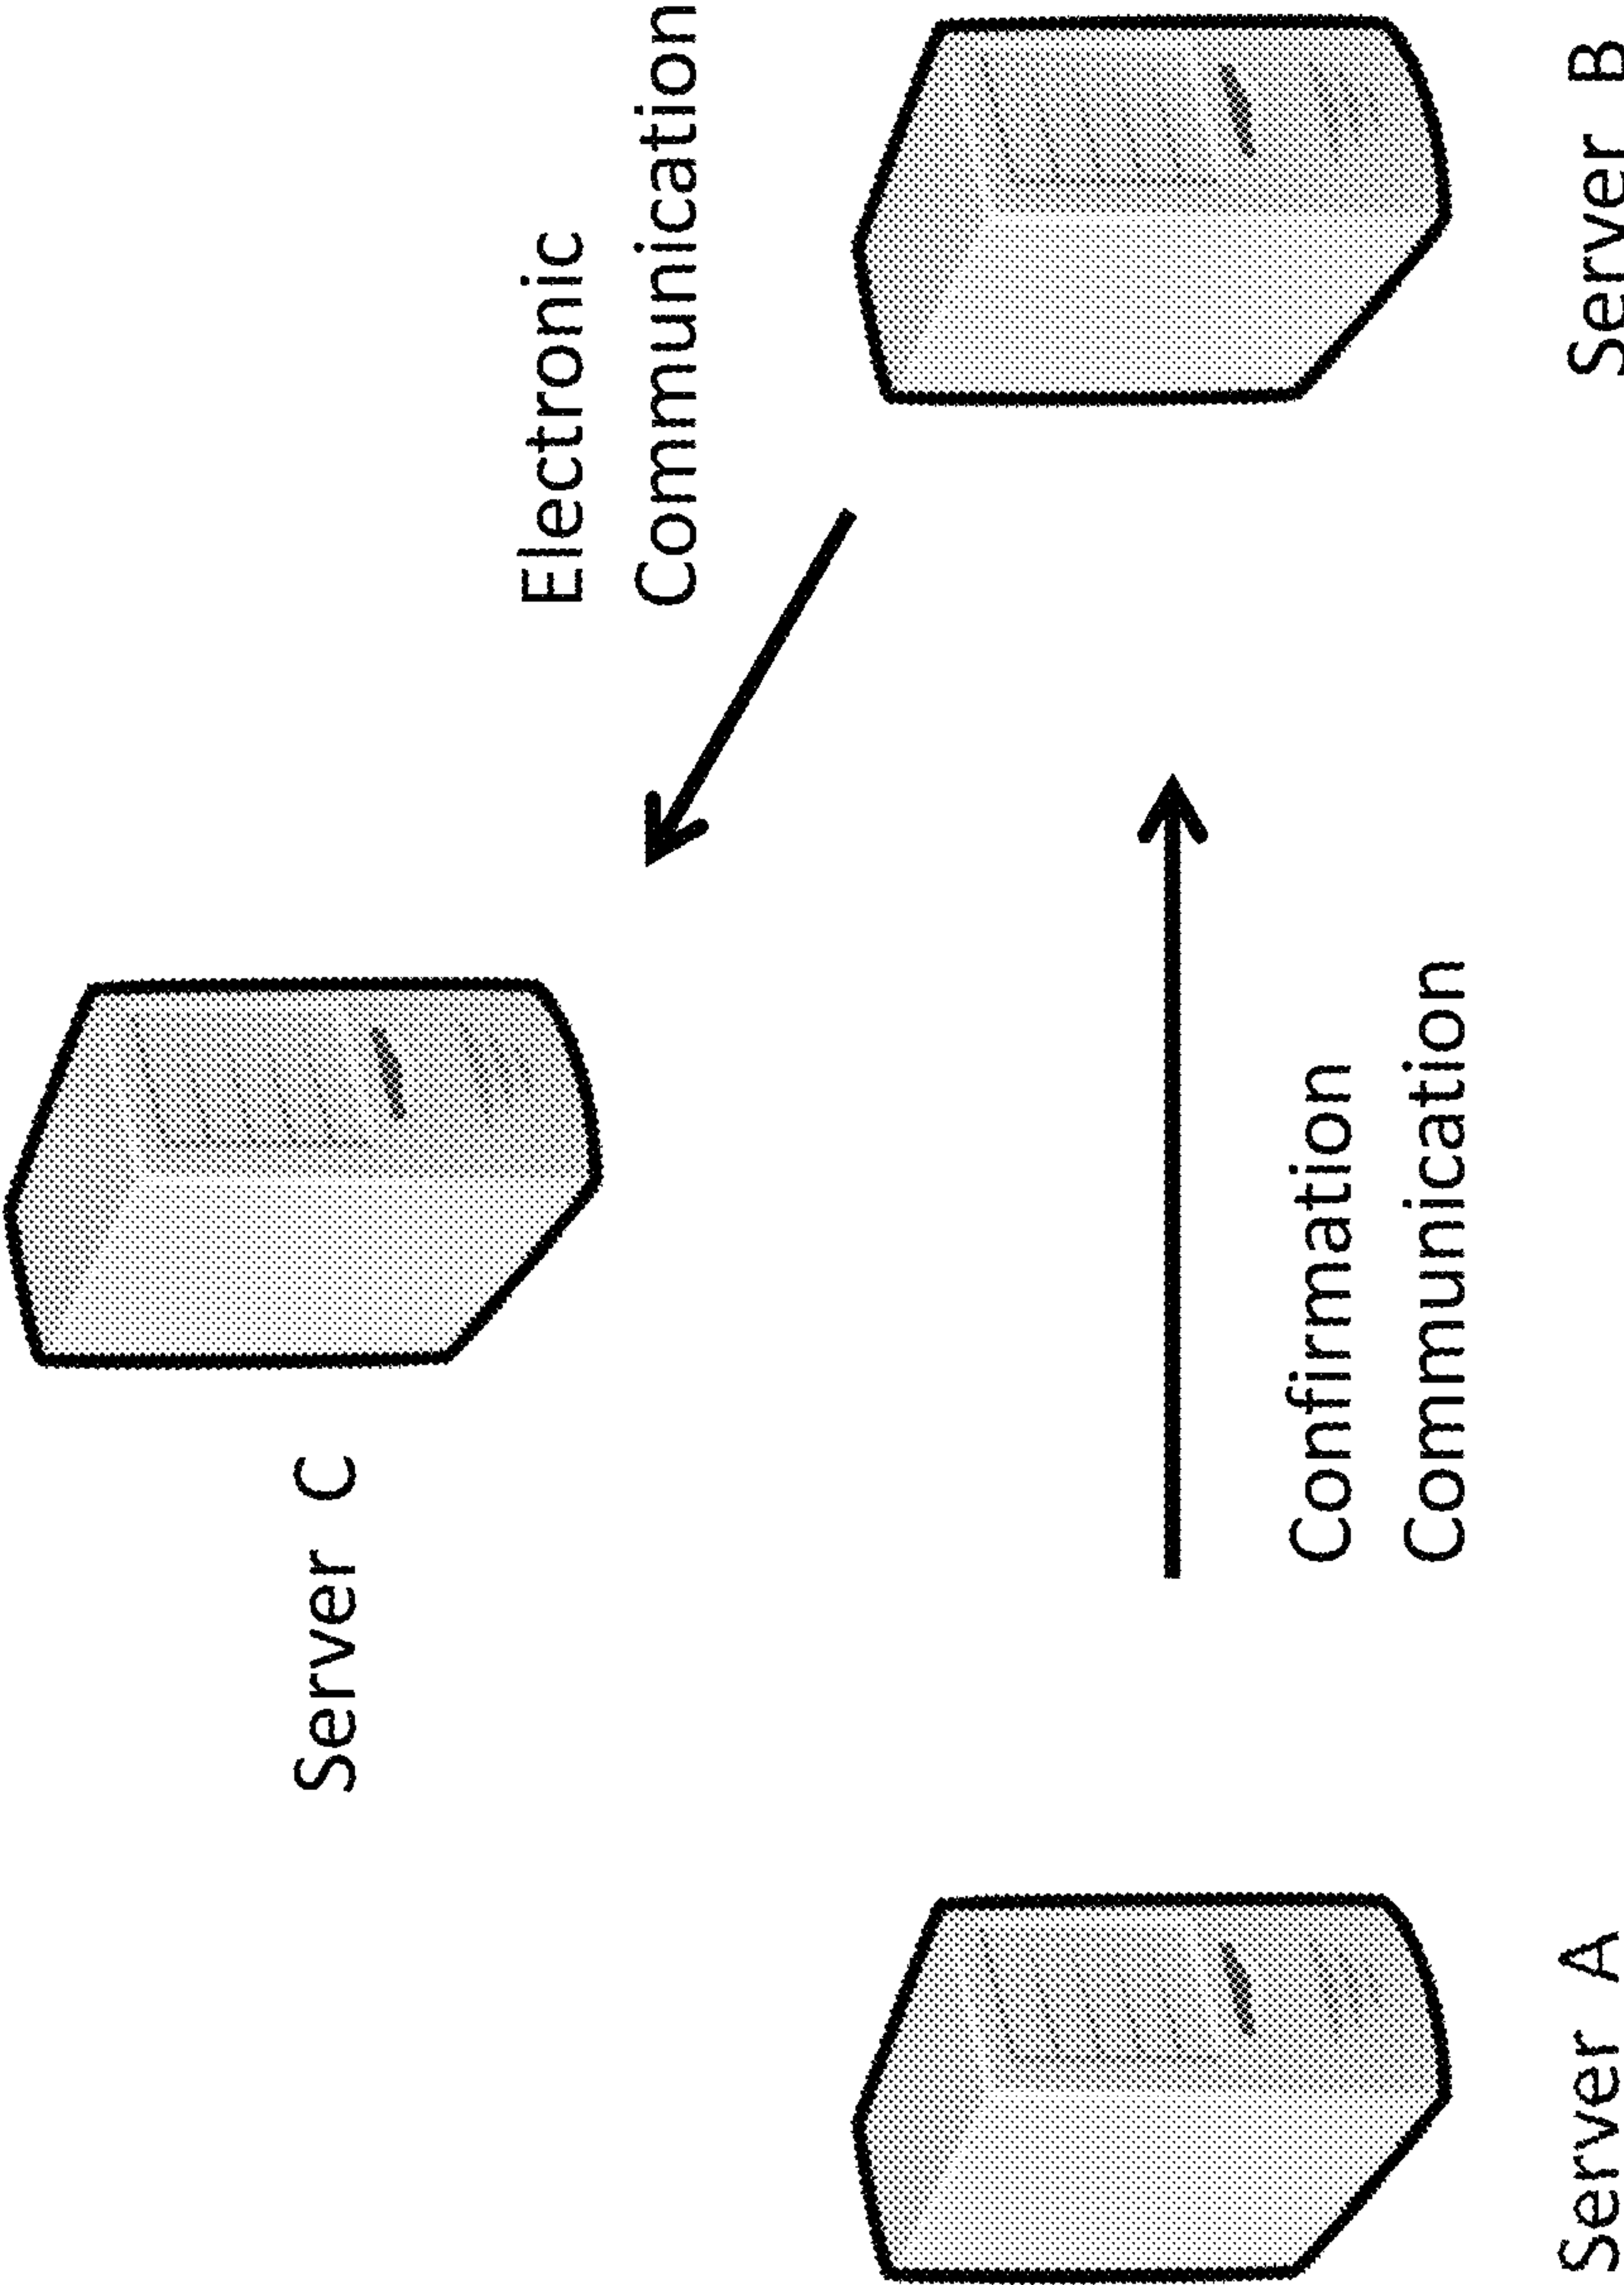 Server C
Electronic
Communication
Confirmation
Communication
Server A
Server B